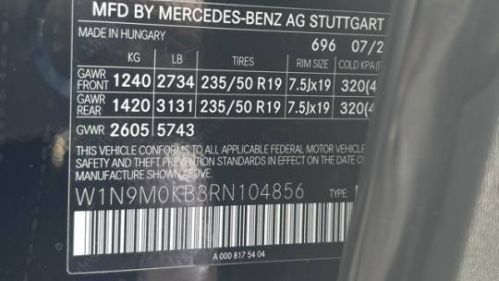 MFD BY MERCEDES-BENZ AG STUTTGART
MADE IN HUNGARY 696 07/2
KG LB TIRES RIM SIZE COLD KPA
GAWR FRONT 1240 2734 235/50 R19 7.5Jx19 320(4
GAWR REAR 1420 3131 235/50 R19 7.5Jx19 320(4
GVWR 2605 5743
THIS VEHICLE CONFORMS TO ALL APPLICABLE FEDERAL MOTOR VEHICLE
SAFETY AND THEFT PREVENTION STANDARDS IN EFFECT ON THE DATE
MANUFACTURE SHOWN ABOVE.
W1N9M0KB3RN104856 TYPE
A 000 817 54 04